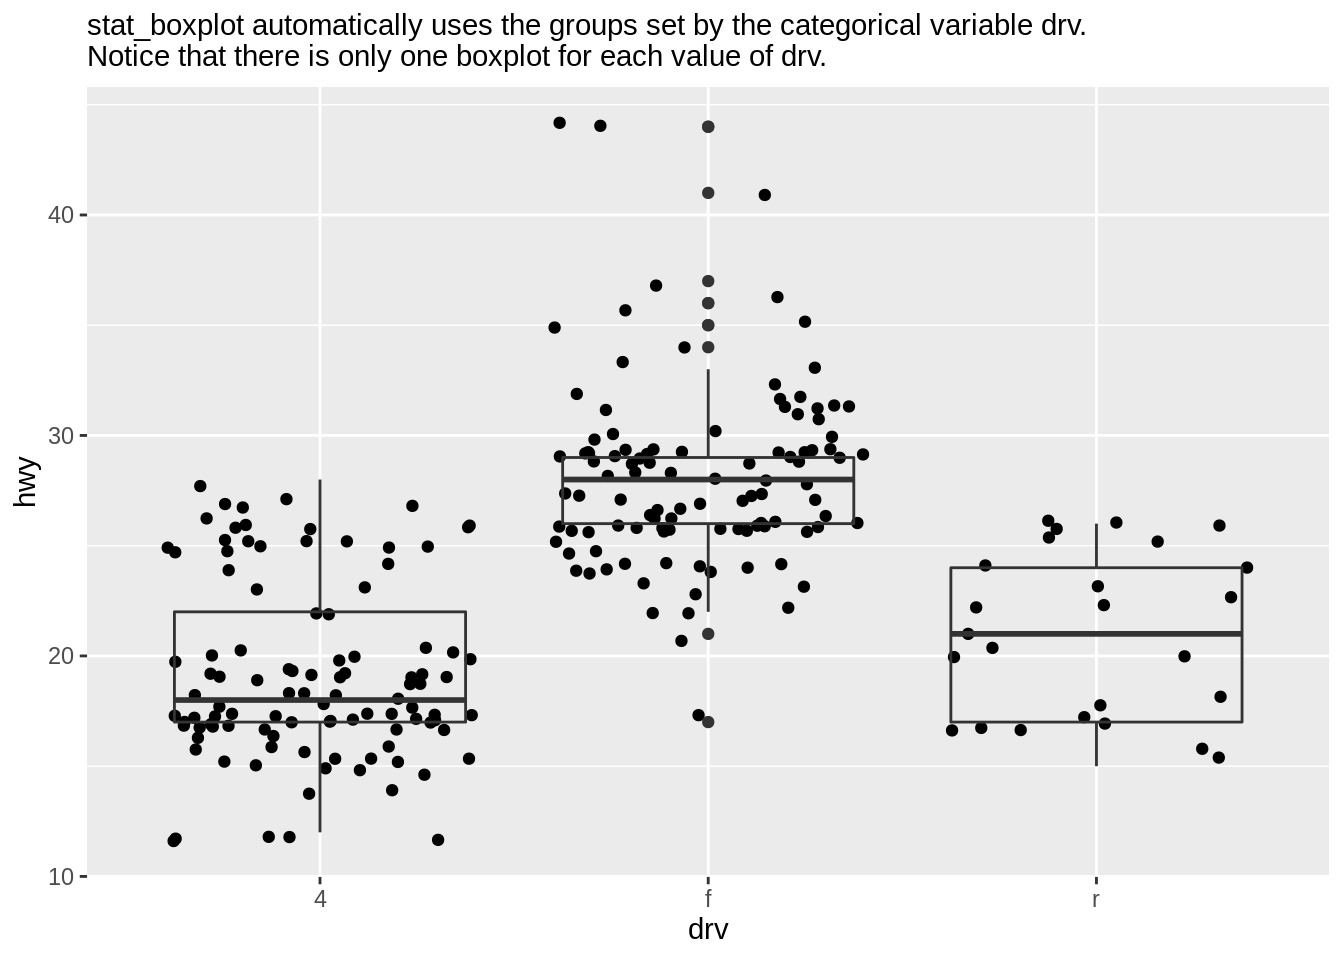 stat_boxplot automatically uses the groups set by the categorical variable drv.
Notice that there is only one boxplot for each value of drv.
40
30
20
10
hwy
4 f r
drv